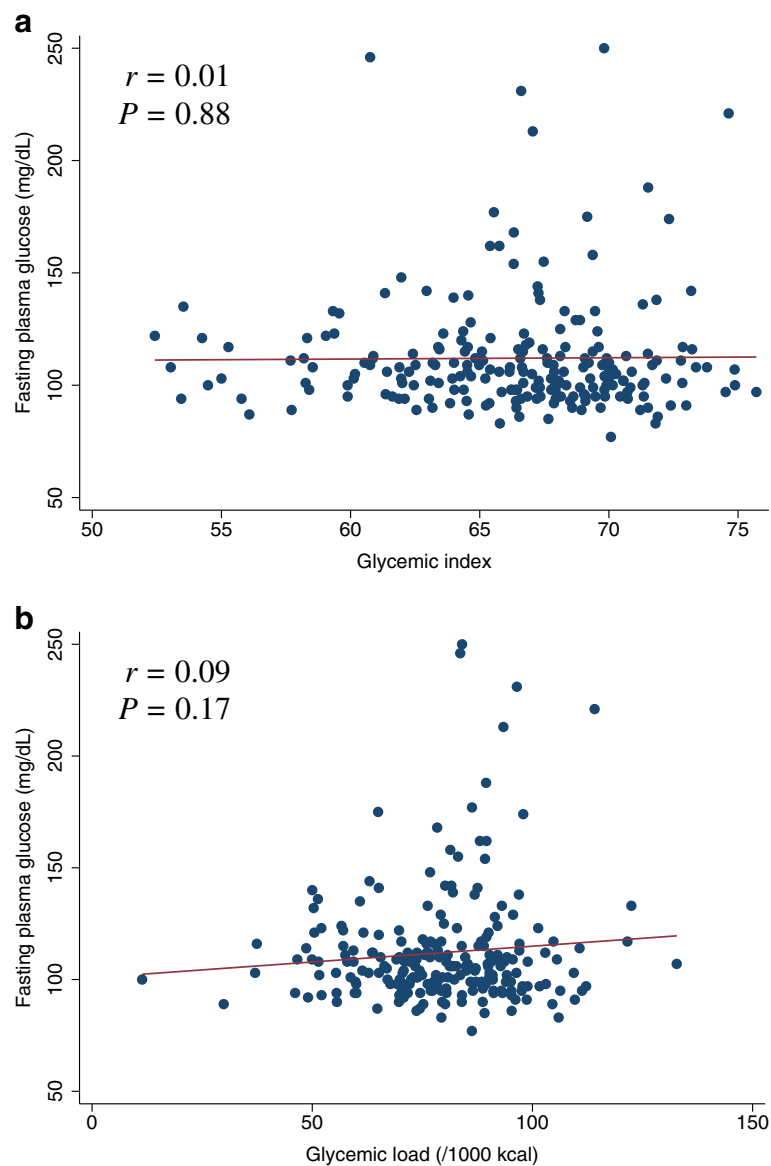 a
r = 0.01
P = 0.88
Fasting plasma glucose (mg/dL)
250
200
150
100
50
50 55 60 65 70 75
Glycemic index
b
r = 0.09
P = 0.17
Fasting plasma glucose (mg/dL)
250
200
150
100
50
0 50 100 150
Glycemic load (/1000 kcal)